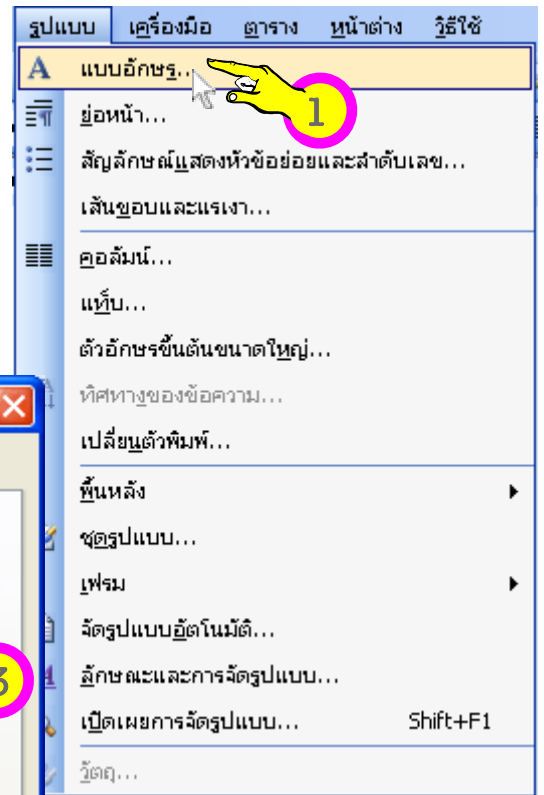 รูปแบบ เครื่องมือ ตาราง หน้าต่าง วิธีใช้
แบบอักษร...
1
ย่อหน้า...
สัญลักษณ์แสดงหัวข้อย่อยและลำดับเลข...
เส้นขอบและแรเงา...
คอลัมน์...
แท็บ...
ตัวอักษรขึ้นต้นขนาดใหญ่...
ทิศทางของข้อความ...
เปลี่ยนตัวพิมพ์...
พื้นหลัง
ชุดรูปแบบ...
เฟรม
จัดรูปแบบอัตโนมัติ...
3
ลักษณะและการจัดรูปแบบ...
เปิดเผยการจัดรูปแบบ... Shift+F1
วัตถุ...